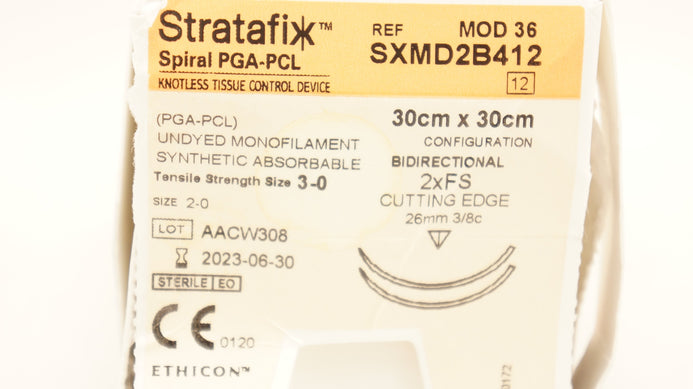 Stratafix™
Spiral PGA-PCL
KNOTLESS TISSUE CONTROL DEVICE
REF MOD 36
SXMD2B412
12
(PGA-PCL)
UNDYED MONOFILAMENT
SYNTHETIC ABSORBABLE
Tensile Strength Size 3-0
SIZE 2-0
LOT AACW308
2023-06-30
STERILE EO
CE 0120
ETHICON™
30cm x 30cm
CONFIGURATION
BIDIRECTIONAL
2xFS
CUTTING EDGE
26mm 3/8c